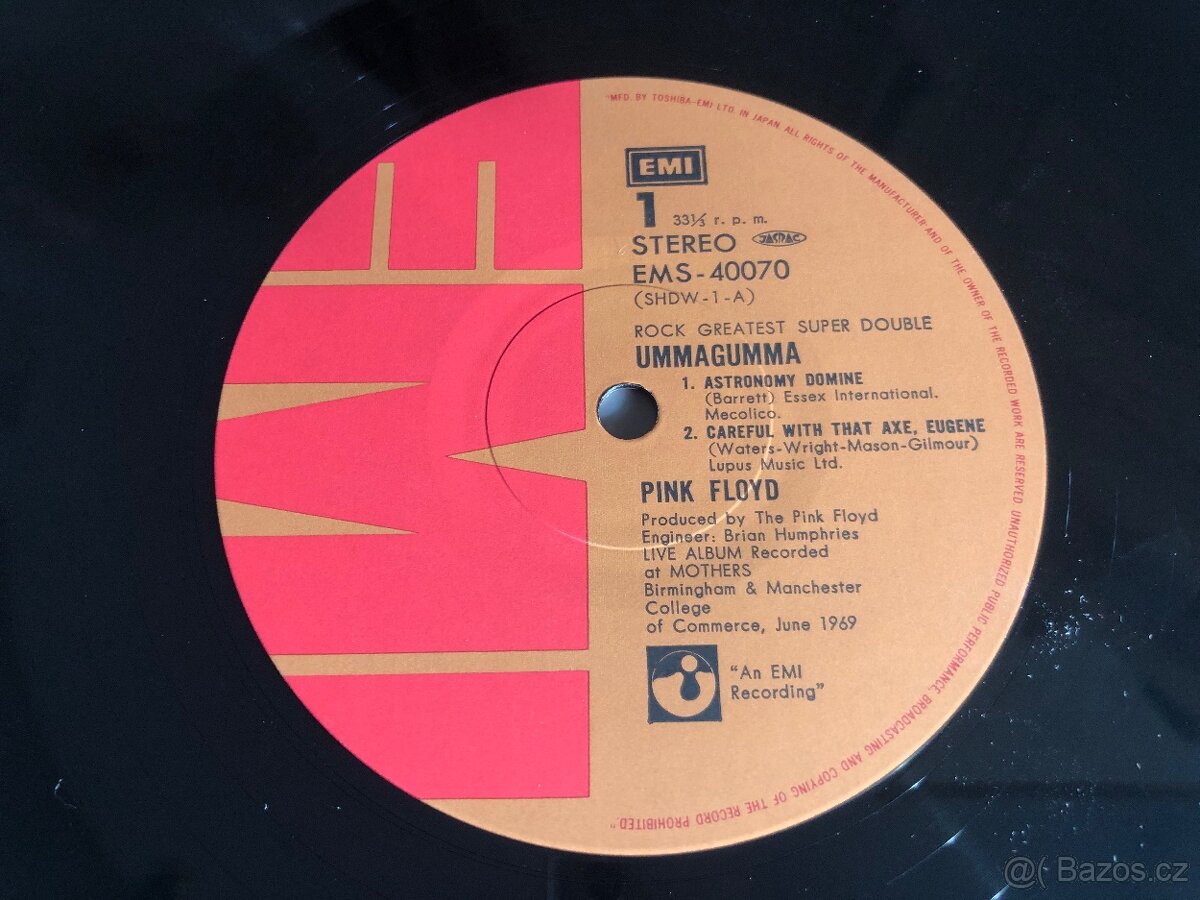 "MFD. BY TOSHIBA-EMI LTD. IN JAPAN. ALL RIGHTS OF THE MANUFACTURER AND OF THE OWNER OF THE RECORDED WORK ARE RESERVED. UNAUTHORIZED PUBLIC PERFORMANCE, BROADCASTING AND COPYING OF THE RECORD PROHIBITED."
EMI
1 33⅓ r. p. m.
STEREO JASRAC
EMS-40070
(SHDW-1-A)
ROCK GREATEST SUPER DOUBLE
UMMAGUMMA
1. ASTRONOMY DOMINE
(Barrett) Essex International.
Mecolico.
2. CAREFUL WITH THAT AXE, EUGENE
(Waters-Wright-Mason-Gilmour)
Lupus Music Ltd.
PINK FLOYD
Produced by The Pink Floyd
Engineer: Brian Humphries
LIVE ALBUM Recorded
at MOTHERS
Birmingham & Manchester
College
of Commerce, June 1969
"An EMI
Recording"
EMI
@( Bazos.cz